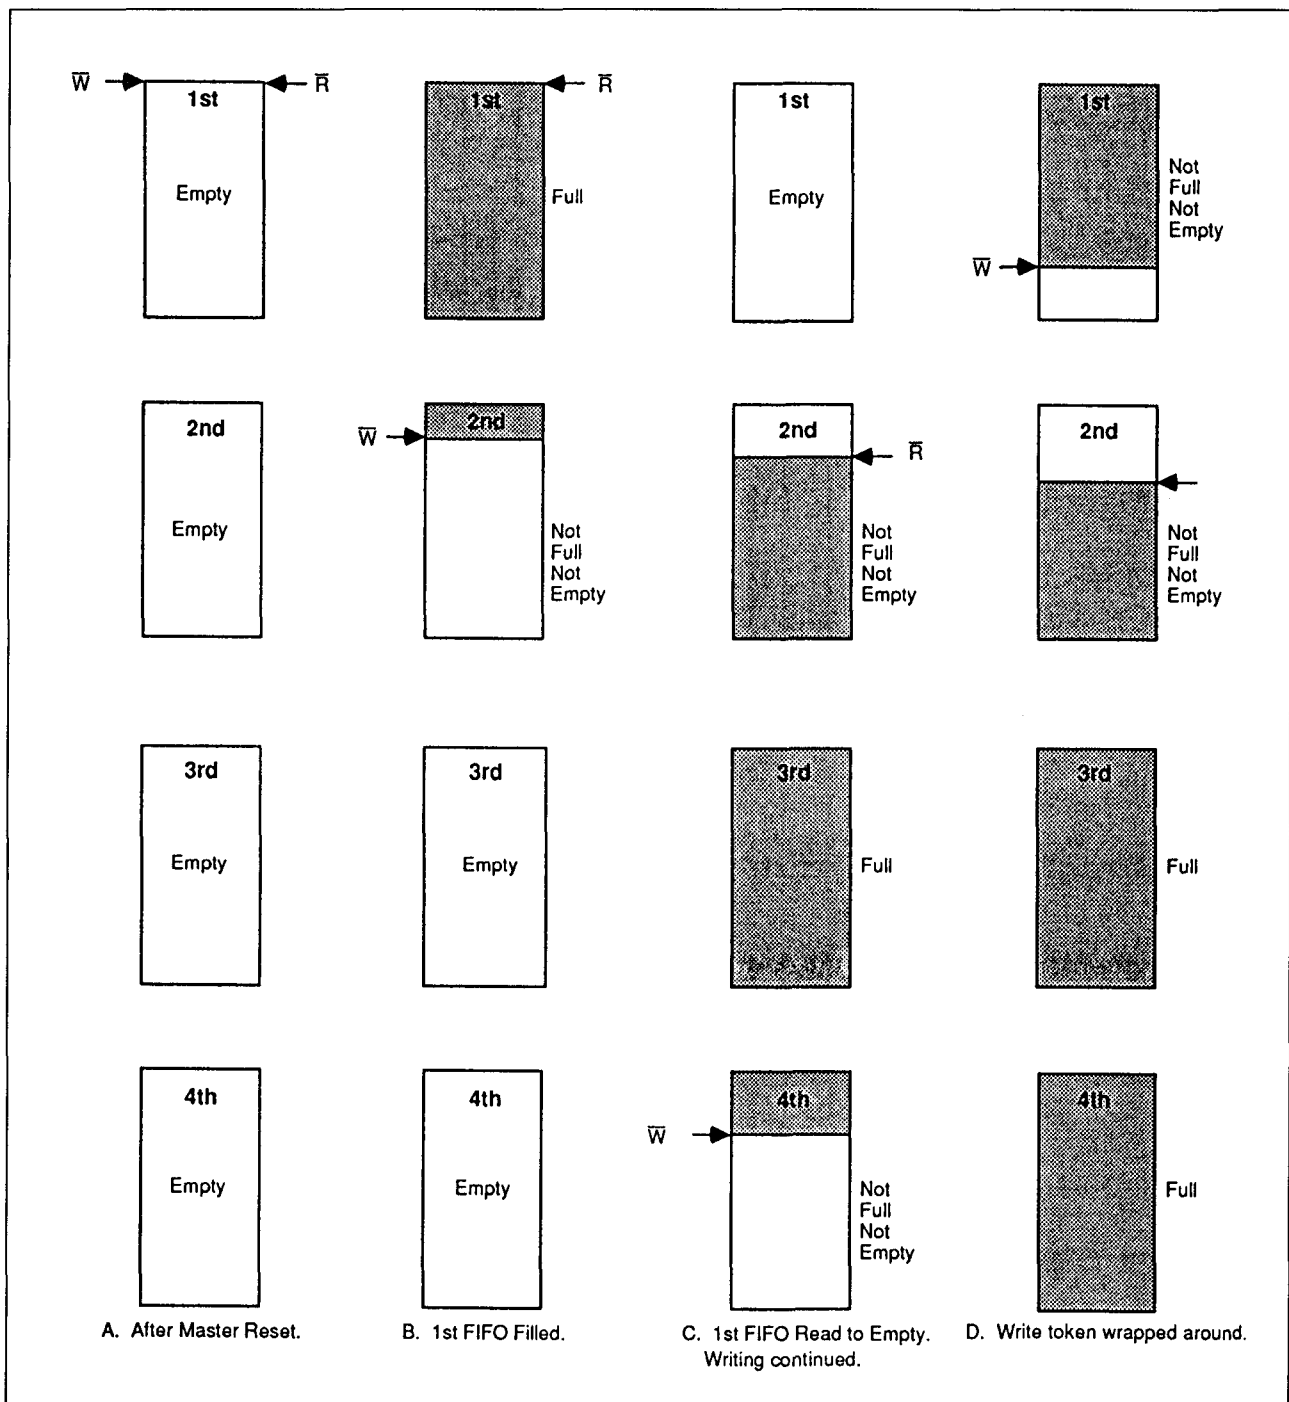 W̅ R̅ R̅
1st 1st 1st 1st
Empty Full Empty Not
Full
Not
Empty
W̅
2nd 2nd 2nd 2nd
W̅ R̅
Empty Not Not Not
Full Full Full
Not Not Not
Empty Empty Empty
3rd 3rd 3rd 3rd
Empty Empty Full Full
4th 4th 4th 4th
W̅
Empty Empty Not Full
Full
Not
Empty
A. After Master Reset. B. 1st FIFO Filled. C. 1st FIFO Read to Empty. D. Write token wrapped around.
Writing continued.